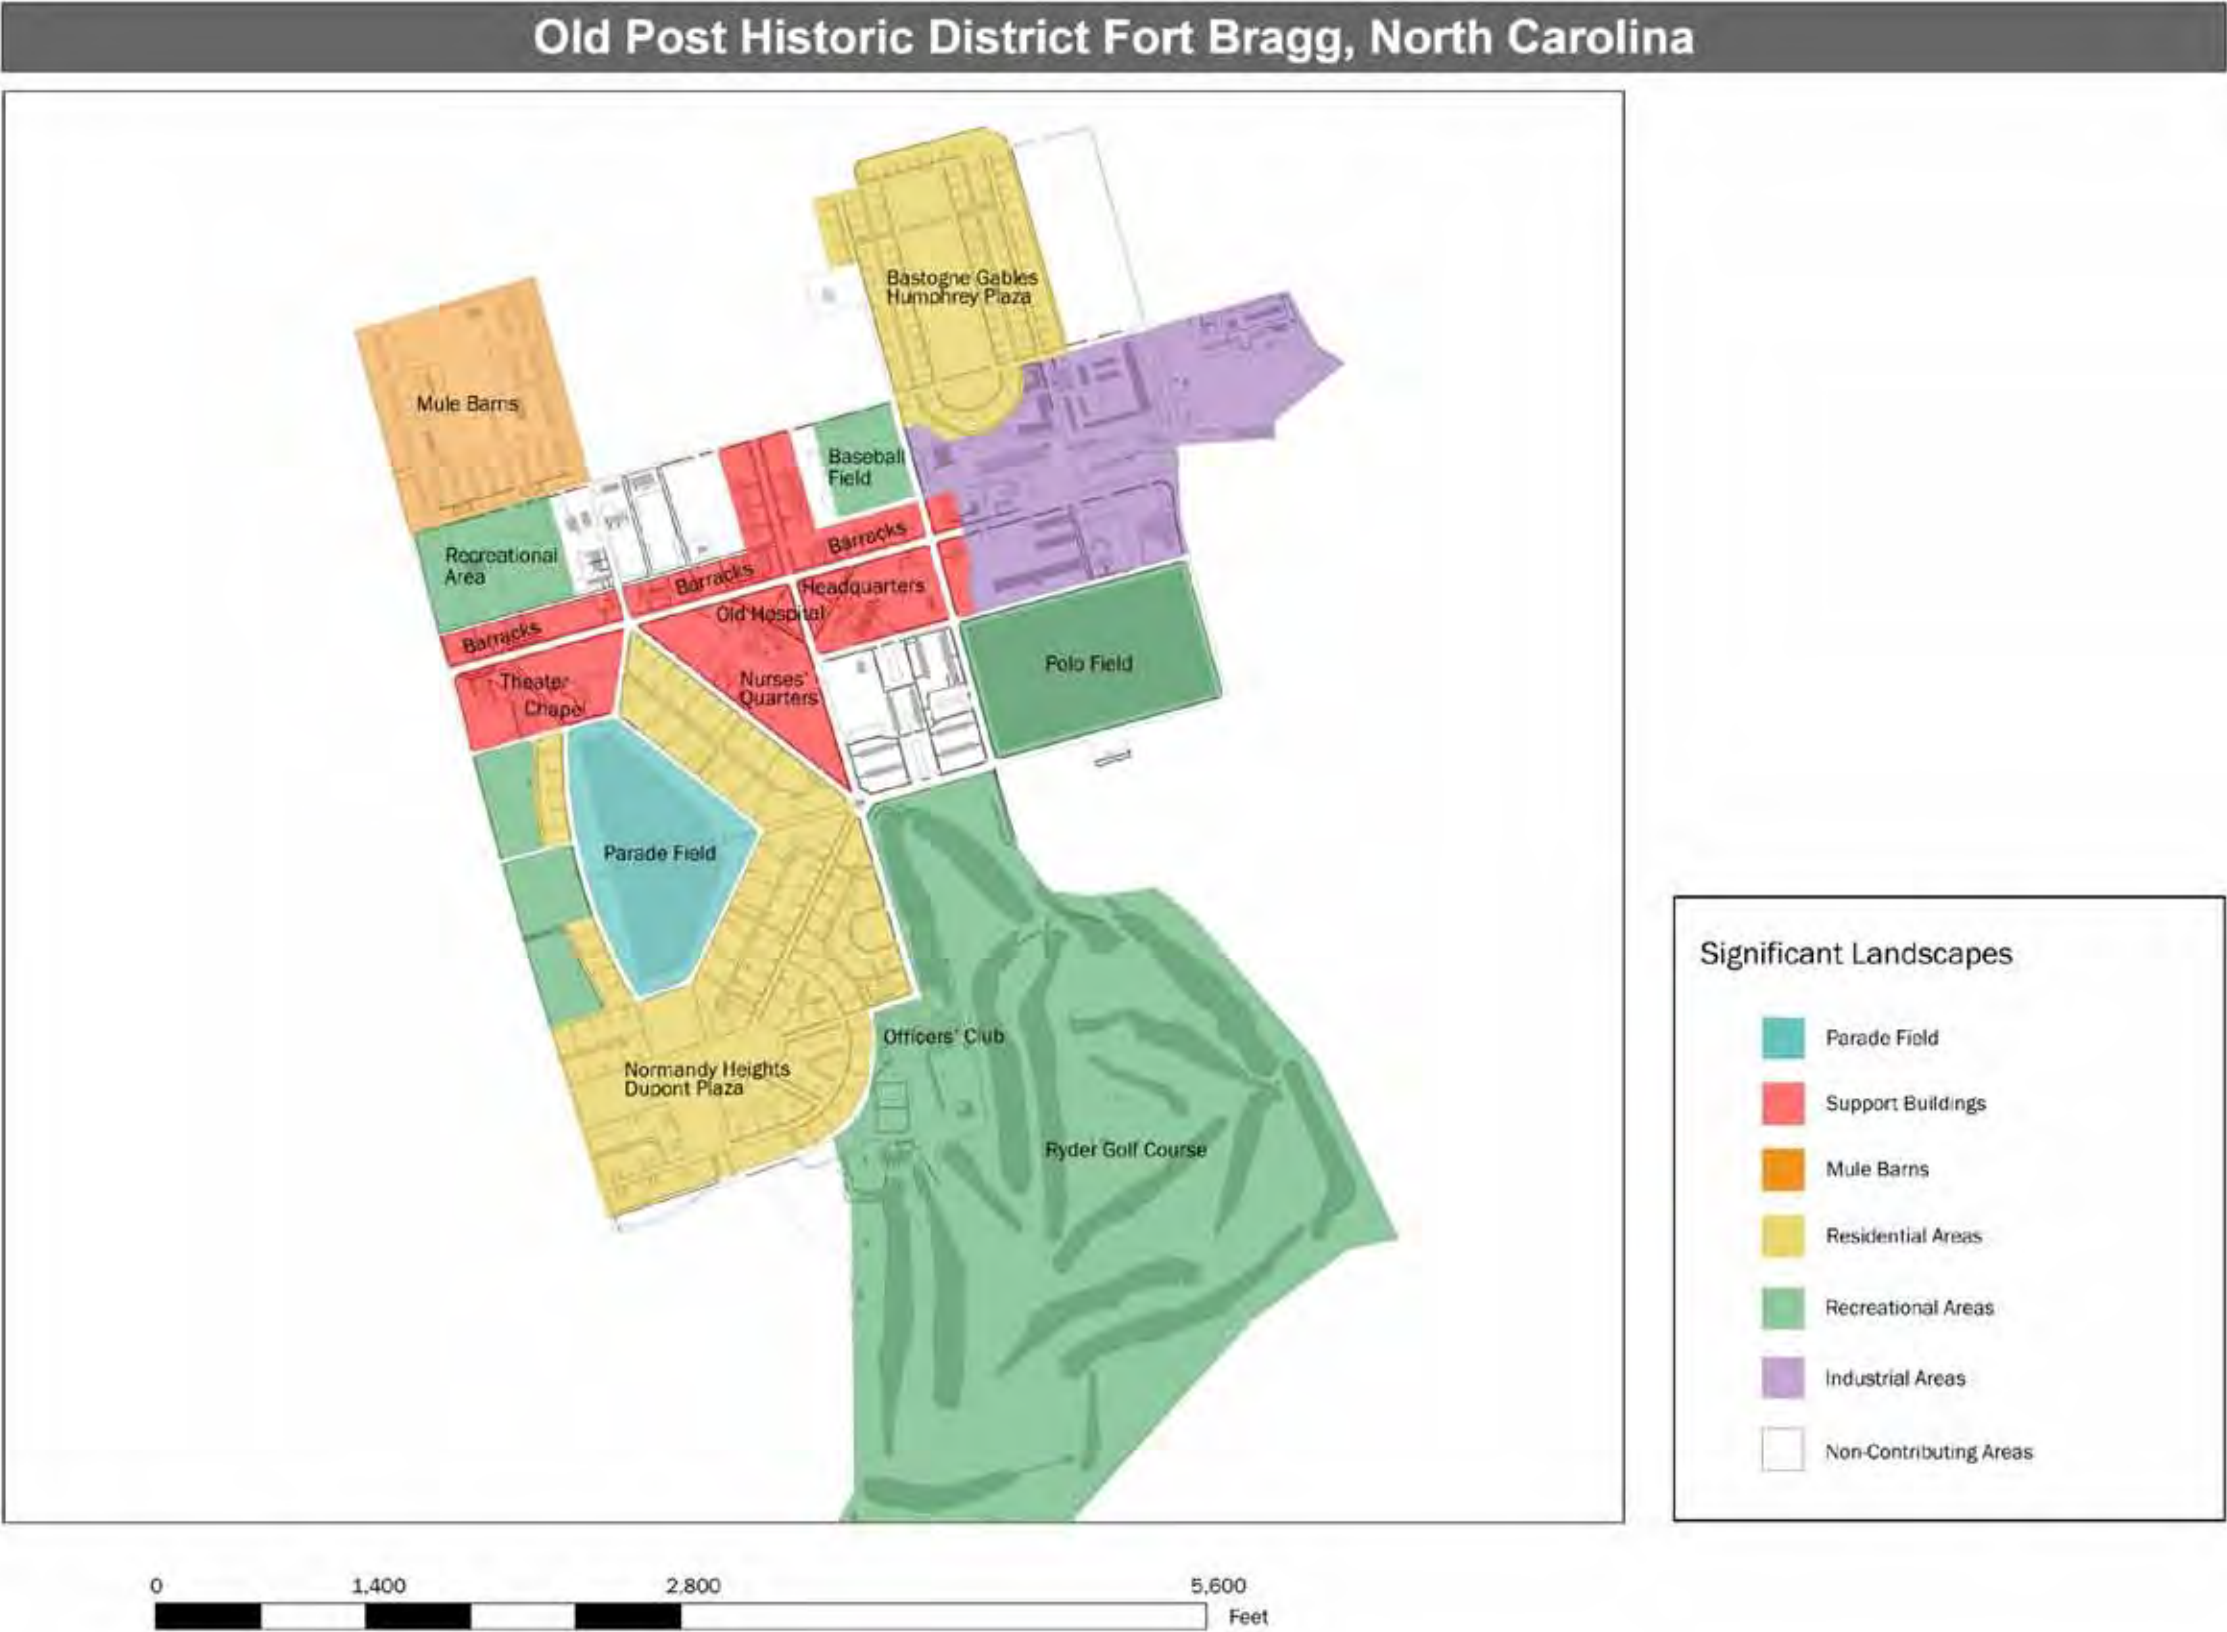 Old Post Historic District Fort Bragg, North Carolina
Bastogne Gables
Humphrey Plaza
Mule Barns
Baseball
Field
Recreational
Area
Barracks
Barracks
Barracks
Headquarters
Old Hospital
Theater
Chapel
Nurses'
Quarters
Polo Field
Parade Field
Officers' Club
Normandy Heights
Dupont Plaza
Ryder Golf Course
Significant Landscapes
Parade Field
Support Buildings
Mule Barns
Residential Areas
Recreational Areas
Industrial Areas
Non-Contributing Areas
0 1,400 2,800 5,600
Feet